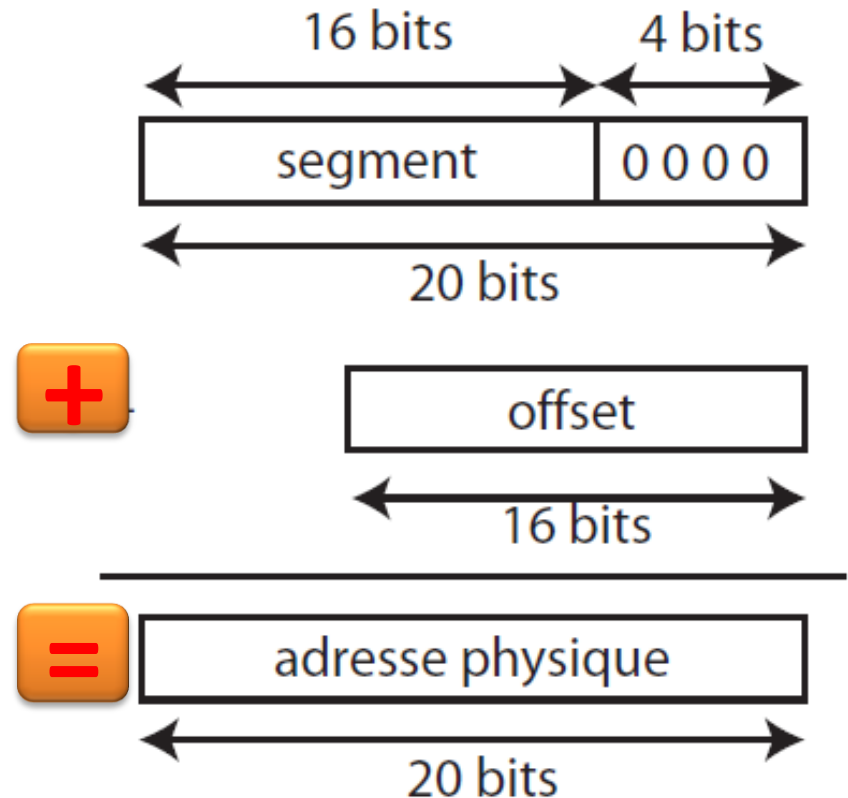 16 bits 4 bits
segment 0 0 0 0
20 bits
+ offset
16 bits
= adresse physique
20 bits